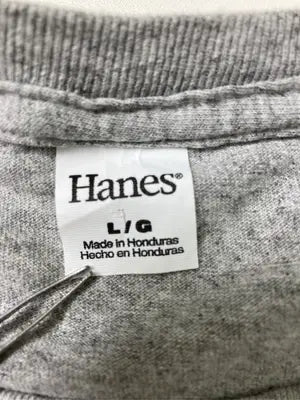 Hanes®
L/G
Made in Honduras
Hecho en Honduras